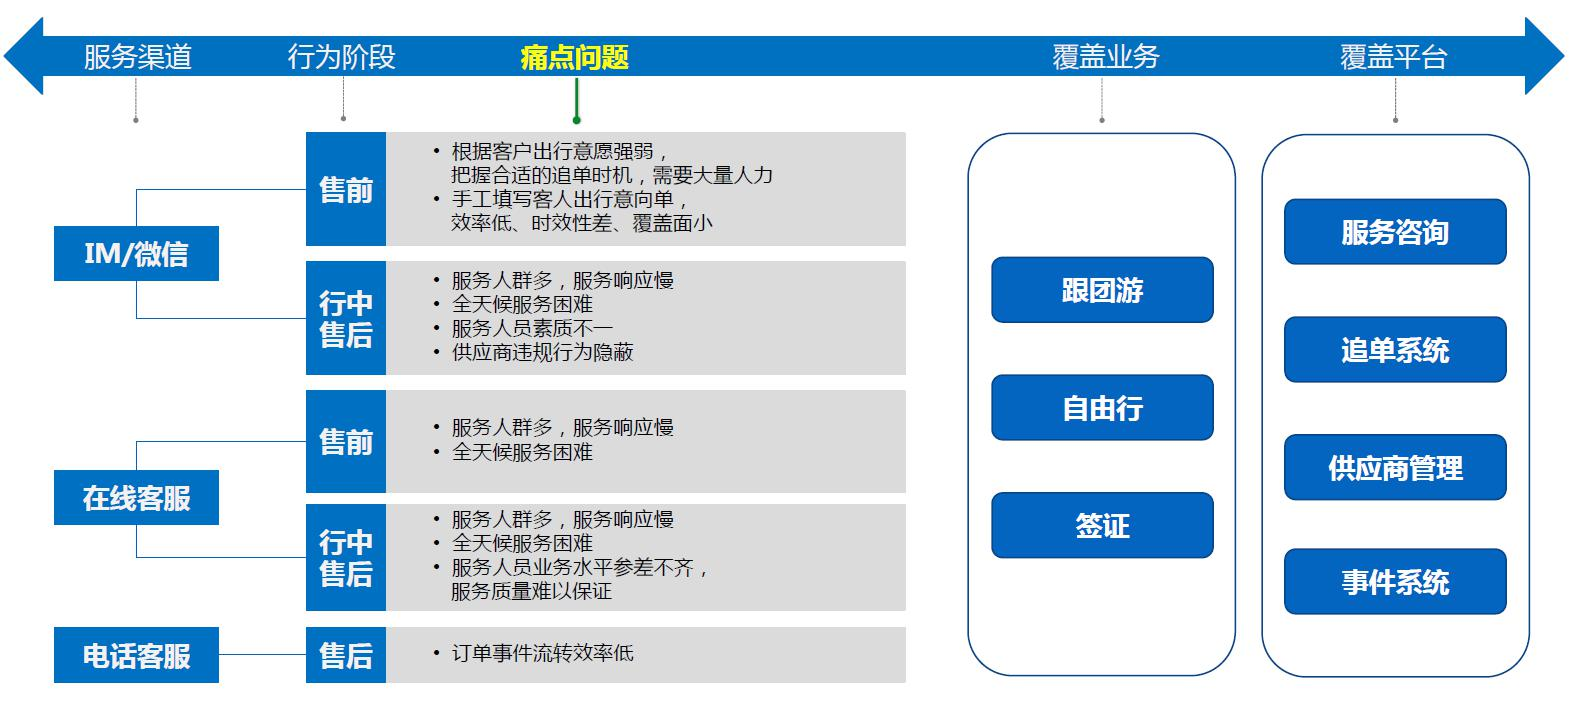 服务渠道
行为阶段
痛点问题
覆盖业务
覆盖平台
IM/微信
售前
• 根据客户出行意愿强弱，
把握合适的追单时机，需要大量人力
• 手工填写客人出行意向单，
效率低、时效性差、覆盖面小
行中
售后
• 服务人群多，服务响应慢
• 全天候服务困难
• 服务人员素质不一
• 供应商违规行为隐蔽
在线客服
售前
• 服务人群多，服务响应慢
• 全天候服务困难
行中
售后
• 服务人群多，服务响应慢
• 全天候服务困难
• 服务人员业务水平参差不齐，
服务质量难以保证
电话客服
售后
• 订单事件流转效率低
跟团游
自由行
签证
服务咨询
追单系统
供应商管理
事件系统